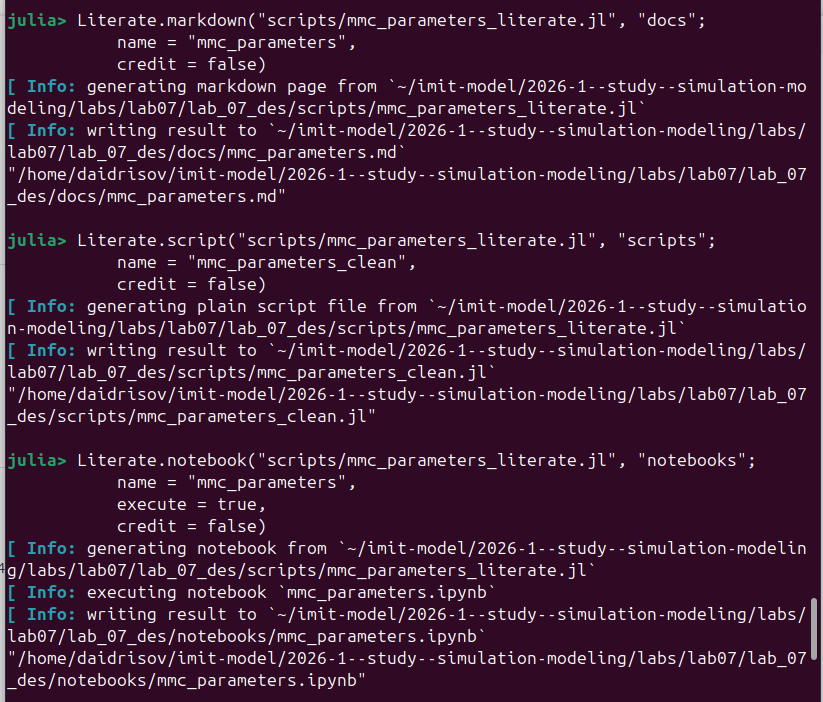 julia> Literate.markdown("scripts/mmc_parameters_literate.jl", "docs";
name = "mmc_parameters",
credit = false)
[ Info: generating markdown page from `~/imit-model/2026-1--study--simulation-mo
deling/labs/lab07/lab_07_des/scripts/mmc_parameters_literate.jl`
[ Info: writing result to `~/imit-model/2026-1--study--simulation-modeling/labs/
lab07/lab_07_des/docs/mmc_parameters.md`
"/home/daidrisov/imit-model/2026-1--study--simulation-modeling/labs/lab07/lab_07
_des/docs/mmc_parameters.md"
julia> Literate.script("scripts/mmc_parameters_literate.jl", "scripts";
name = "mmc_parameters_clean",
credit = false)
[ Info: generating plain script file from `~/imit-model/2026-1--study--simulatio
n-modeling/labs/lab07/lab_07_des/scripts/mmc_parameters_literate.jl`
[ Info: writing result to `~/imit-model/2026-1--study--simulation-modeling/labs/
lab07/lab_07_des/scripts/mmc_parameters_clean.jl`
"/home/daidrisov/imit-model/2026-1--study--simulation-modeling/labs/lab07/lab_07
_des/scripts/mmc_parameters_clean.jl"
julia> Literate.notebook("scripts/mmc_parameters_literate.jl", "notebooks";
name = "mmc_parameters",
execute = true,
credit = false)
[ Info: generating notebook from `~/imit-model/2026-1--study--simulation-modelin
g/labs/lab07/lab_07_des/scripts/mmc_parameters_literate.jl`
[ Info: executing notebook `mmc_parameters.ipynb`
[ Info: writing result to `~/imit-model/2026-1--study--simulation-modeling/labs/
lab07/lab_07_des/notebooks/mmc_parameters.ipynb`
"/home/daidrisov/imit-model/2026-1--study--simulation-modeling/labs/lab07/lab_07
_des/notebooks/mmc_parameters.ipynb"